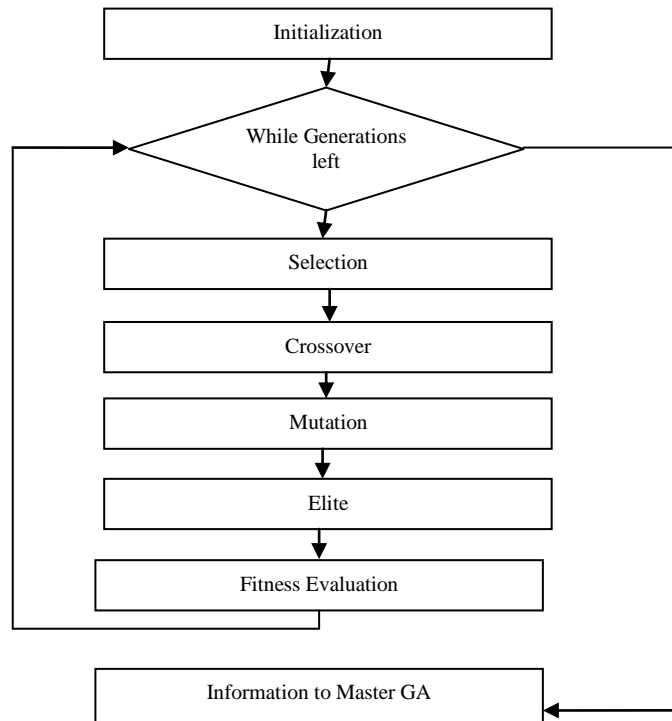 Initialization
While Generations
left
Selection
Crossover
Mutation
Elite
Fitness Evaluation
Information to Master GA